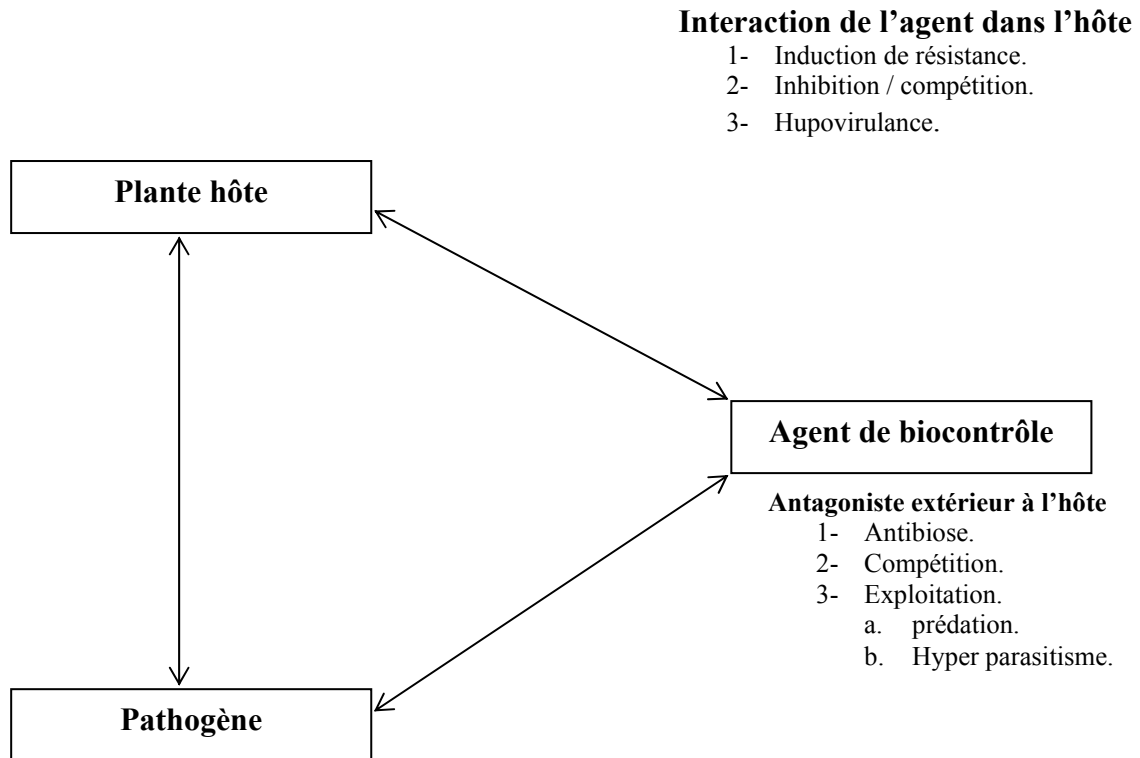 Interaction de l’agent dans l’hôte
1- Induction de résistance.
2- Inhibition / compétition.
3- Hupovirulance.
Plante hôte
Agent de biocontrôle
Antagoniste extérieur à l’hôte
1- Antibiose.
2- Compétition.
3- Exploitation.
a. prédation.
b. Hyper parasitisme.
Pathogène